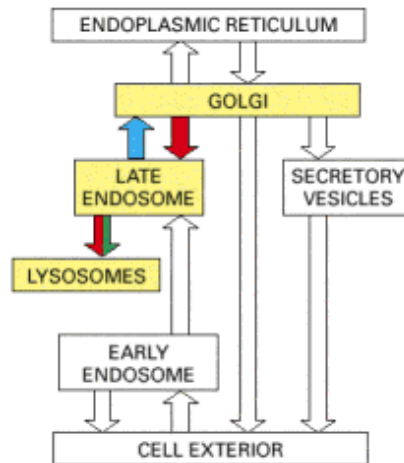 ENDOPLASMIC RETICULUM
GOLGI
LATE
ENDOSOME
SECRETORY
VESICLES
LYSOSOMES
EARLY
ENDOSOME
CELL EXTERIOR